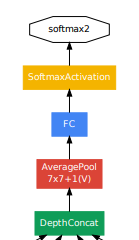 softmax2
SoftmaxActivation
FC
AveragePool
7x7+1(V)
DepthConcat